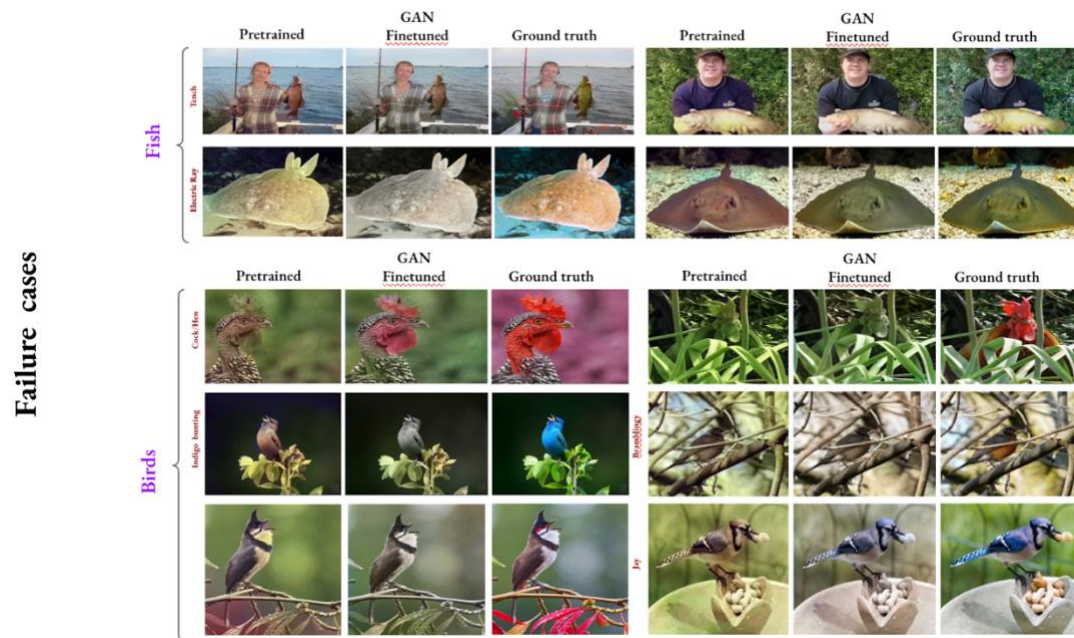 Failure cases
Fish
Pretrained
GAN
Finetuned
Ground truth
Pretrained
GAN
Finetuned
Ground truth
Tench
Electric Ray
Birds
Pretrained
GAN
Finetuned
Ground truth
Pretrained
GAN
Finetuned
Ground truth
Cock/Hen
Indigo bunting
Bramblingy
Jay